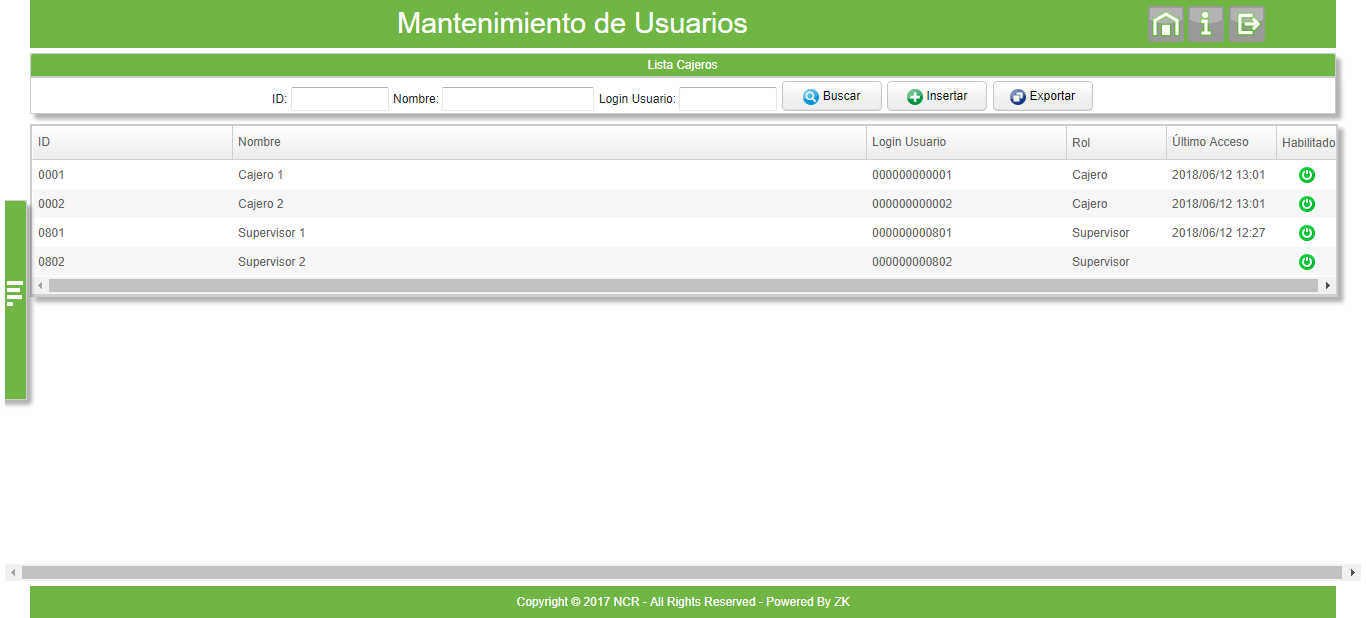 Mantenimiento de Usuarios
Lista Cajeros
ID: Nombre: Login Usuario: Buscar Insertar Exportar
ID Nombre Login Usuario Rol Último Acceso Habilitado
0001 Cajero 1 000000000001 Cajero 2018/06/12 13:01
0002 Cajero 2 000000000002 Cajero 2018/06/12 13:01
0801 Supervisor 1 000000000801 Supervisor 2018/06/12 12:27
0802 Supervisor 2 000000000802 Supervisor
Copyright © 2017 NCR - All Rights Reserved - Powered By ZK